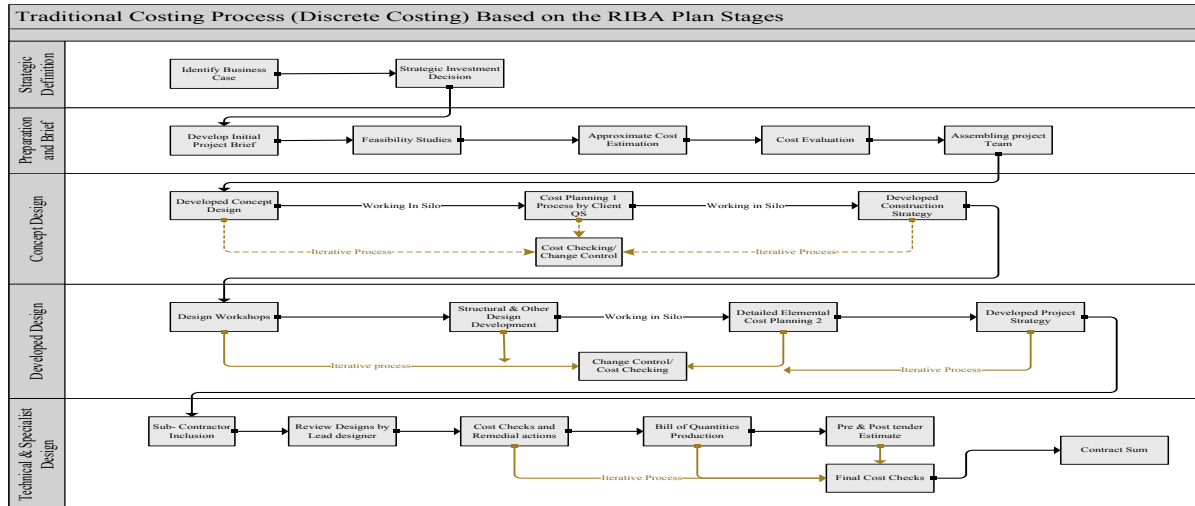 Traditional Costing Process (Discrete Costing) Based on the RIBA Plan Stages
Strategic
Definition
Identify Business
Case
Strategic Investment
Decision
Preparation
and Brief
Develop Initial
Project Brief
Feasibility Studies
Approximate Cost
Estimation
Cost Evaluation
Assembling project
Team
Concept Design
Developed Concept
Design
Working In Silo
Cost Planning 1
Process by Client
QS
Working in Silo
Developed
Construction
Strategy
Iterative Process
Cost Checking/
Change Control
Iterative Process
Developed Design
Design Workshops
Structural & Other
Design
Development
Working in Silo
Detailed Elemental
Cost Planning 2
Developed Project
Strategy
Iterative process
Change Control/
Cost Checking
Iterative Process
Technical & Specialist
Design
Sub- Contractor
Inclusion
Review Designs by
Lead designer
Cost Checks and
Remedial actions
Bill of Quantities
Production
Pre & Post tender
Estimate
Contract Sum
Iterative Process
Final Cost Checks